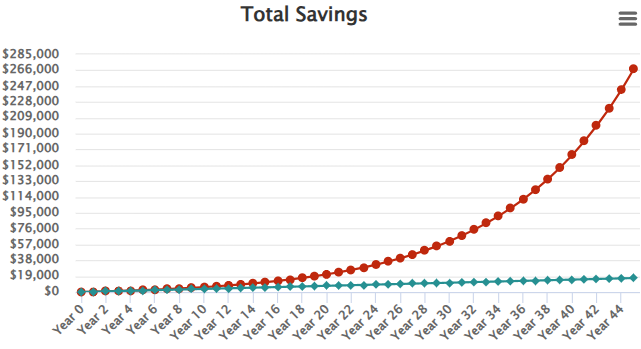 Total Savings
$285,000
$266,000
$247,000
$228,000
$209,000
$190,000
$171,000
$152,000
$133,000
$114,000
$95,000
$76,000
$57,000
$38,000
$19,000
$0
Year 0
Year 2
Year 4
Year 6
Year 8
Year 10
Year 12
Year 14
Year 16
Year 18
Year 20
Year 22
Year 24
Year 26
Year 28
Year 30
Year 32
Year 34
Year 36
Year 38
Year 40
Year 42
Year 44